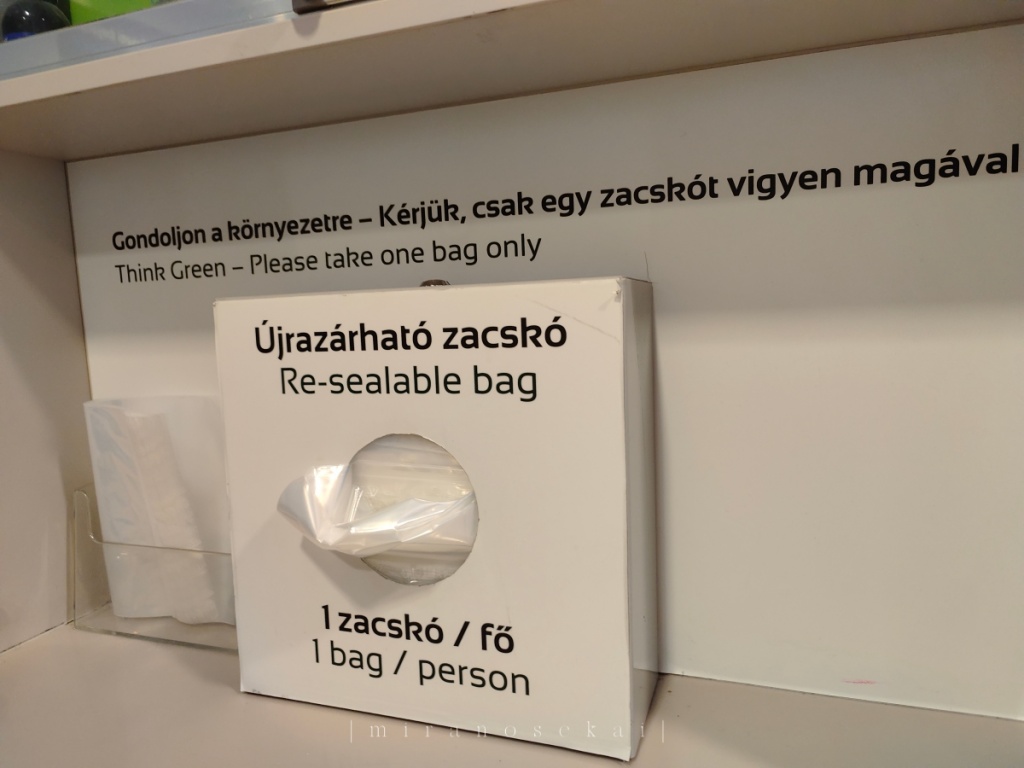 Gondoljon a környezetre – Kérjük, csak egy zacskót vigyen magával
Think Green – Please take one bag only
Újrazárható zacskó
Re-sealable bag
1 zacskó / fő
1 bag / person
|miranosekai|